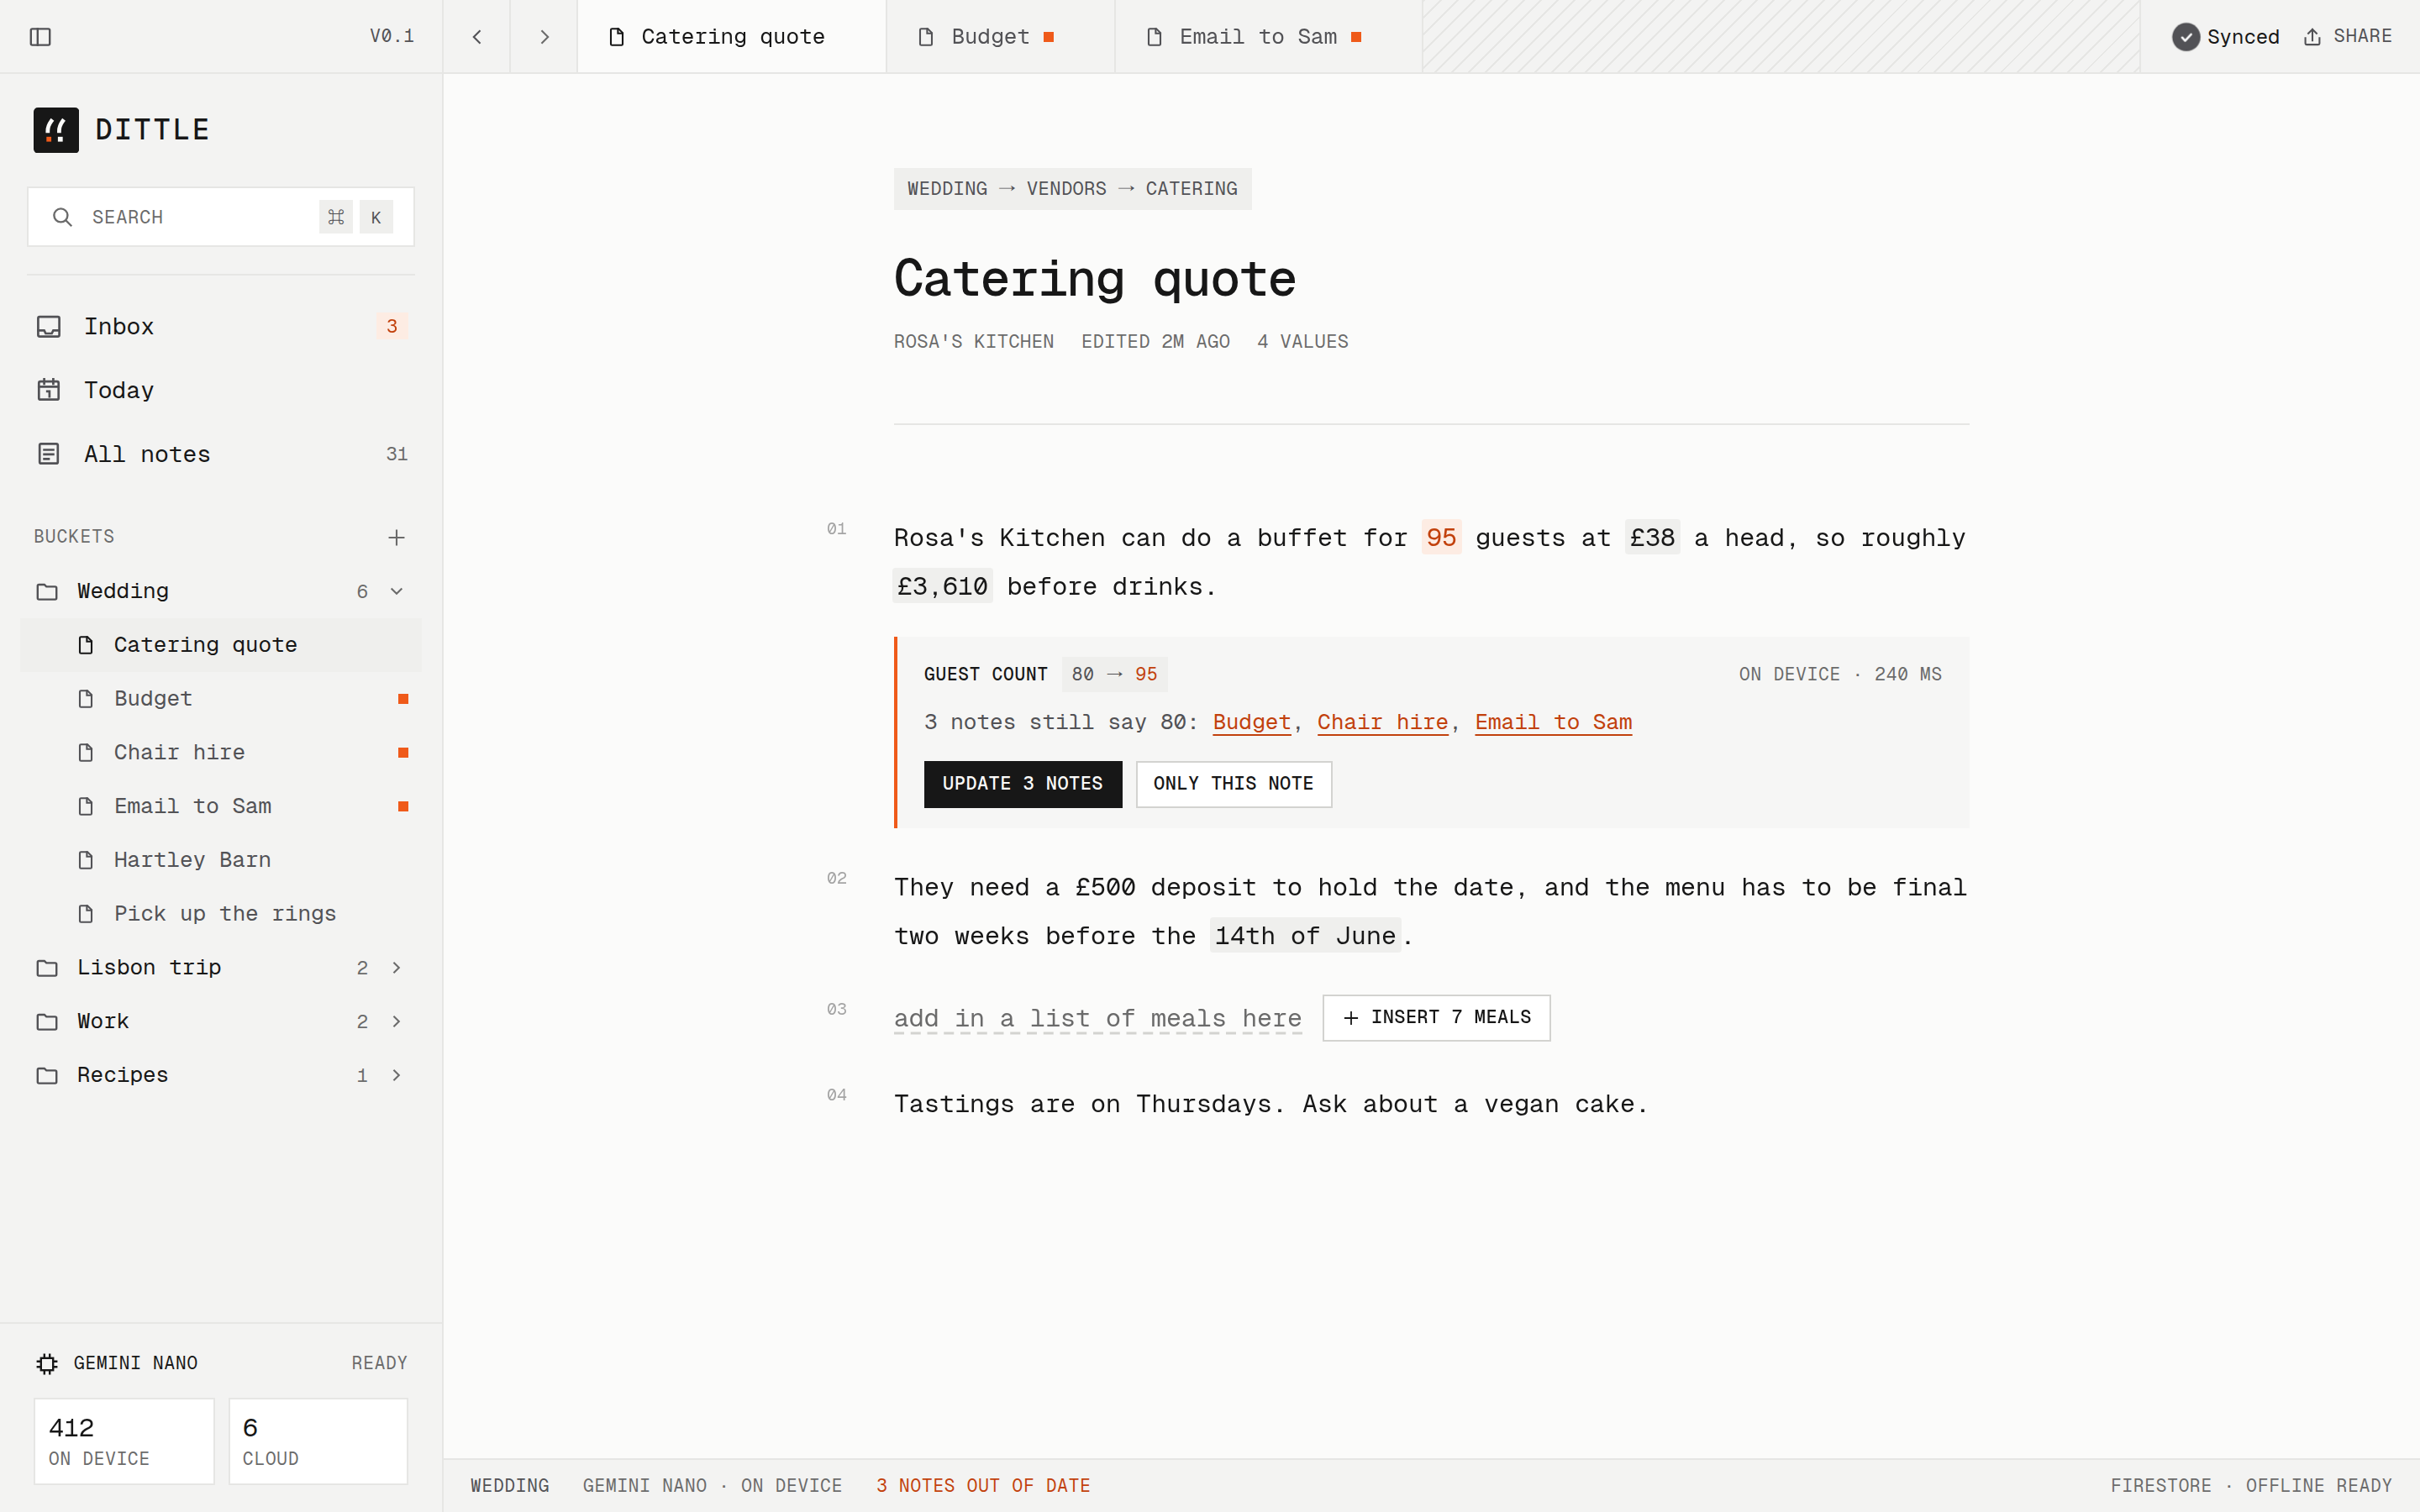 V0.1
Catering quote
Budget
Email to Sam
Synced
SHARE
DITTLE
SEARCH ⌘ K
Inbox 3
Today
All notes 31
BUCKETS
Wedding 6
Catering quote
Budget
Chair hire
Email to Sam
Hartley Barn
Pick up the rings
Lisbon trip 2
Work 2
Recipes 1
GEMINI NANO READY
412
ON DEVICE
6
CLOUD
WEDDING → VENDORS → CATERING
Catering quote
ROSA'S KITCHEN EDITED 2M AGO 4 VALUES
01
Rosa's Kitchen can do a buffet for 95 guests at £38 a head, so roughly
£3,610 before drinks.
GUEST COUNT 80 → 95 ON DEVICE · 240 MS
3 notes still say 80: Budget, Chair hire, Email to Sam
UPDATE 3 NOTES ONLY THIS NOTE
02
They need a £500 deposit to hold the date, and the menu has to be final
two weeks before the 14th of June.
03
add in a list of meals here + INSERT 7 MEALS
04
Tastings are on Thursdays. Ask about a vegan cake.
WEDDING GEMINI NANO · ON DEVICE 3 NOTES OUT OF DATE FIRESTORE · OFFLINE READY